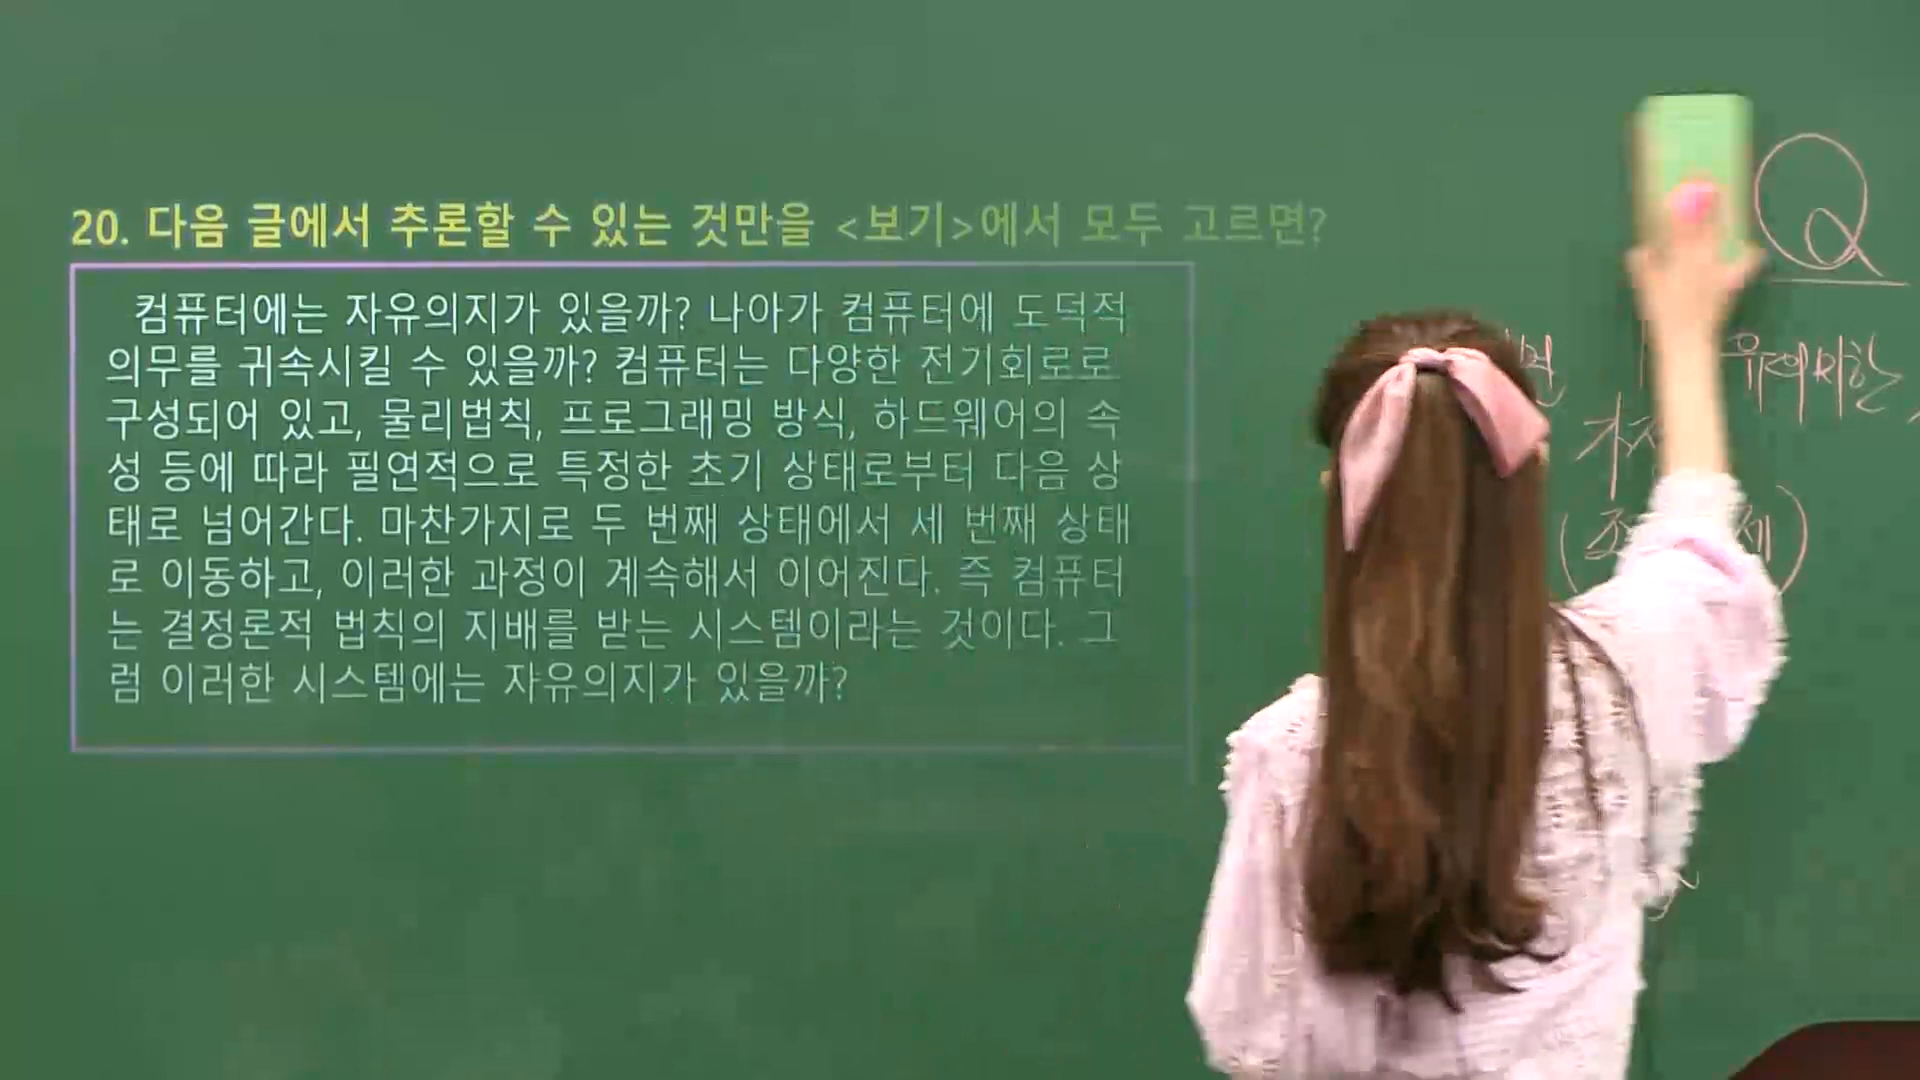 20. 다음 글에서 추론할 수 있는 것만을 <보기>에서 모두 고르면?
컴퓨터에는 자유의지가 있을까? 나아가 컴퓨터에 도덕적
의무를 귀속시킬 수 있을까? 컴퓨터는 다양한 전기회로로
구성되어 있고, 물리법칙, 프로그래밍 방식, 하드웨어의 속
성 등에 따라 필연적으로 특정한 초기 상태로부터 다음 상
태로 넘어간다. 마찬가지로 두 번째 상태에서 세 번째 상태
로 이동하고, 이러한 과정이 계속해서 이어진다. 즉 컴퓨터
는 결정론적 법칙의 지배를 받는 시스템이라는 것이다. 그
럼 이러한 시스템에는 자유의지가 있을까?
Q